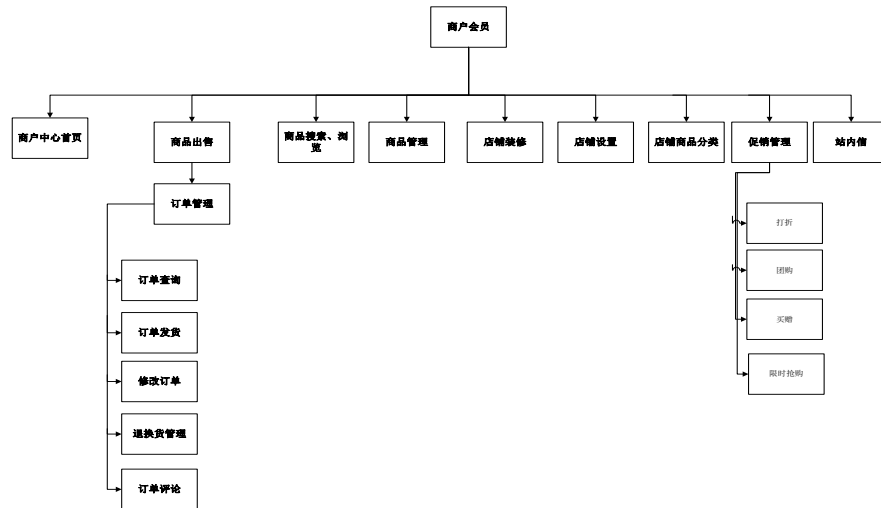 商户会员
商户中心首页
商品出售
商品搜索、浏
览
商品管理
店铺装修
店铺设置
店铺商品分类
促销管理
站内信
订单管理
打折
订单查询
团购
订单发货
买赠
修改订单
限时抢购
退换货管理
订单评论